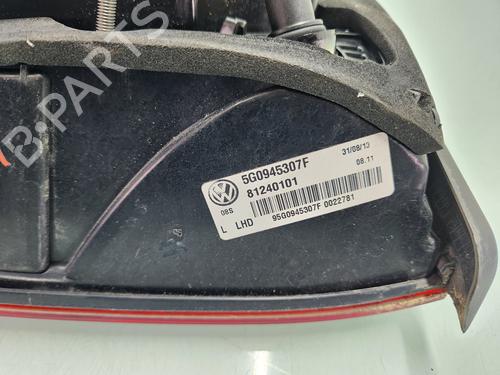 5G0945307F
31/08/13
81240101
08.11
08S
L LHD
95G0945307F 0022781
B-Parts